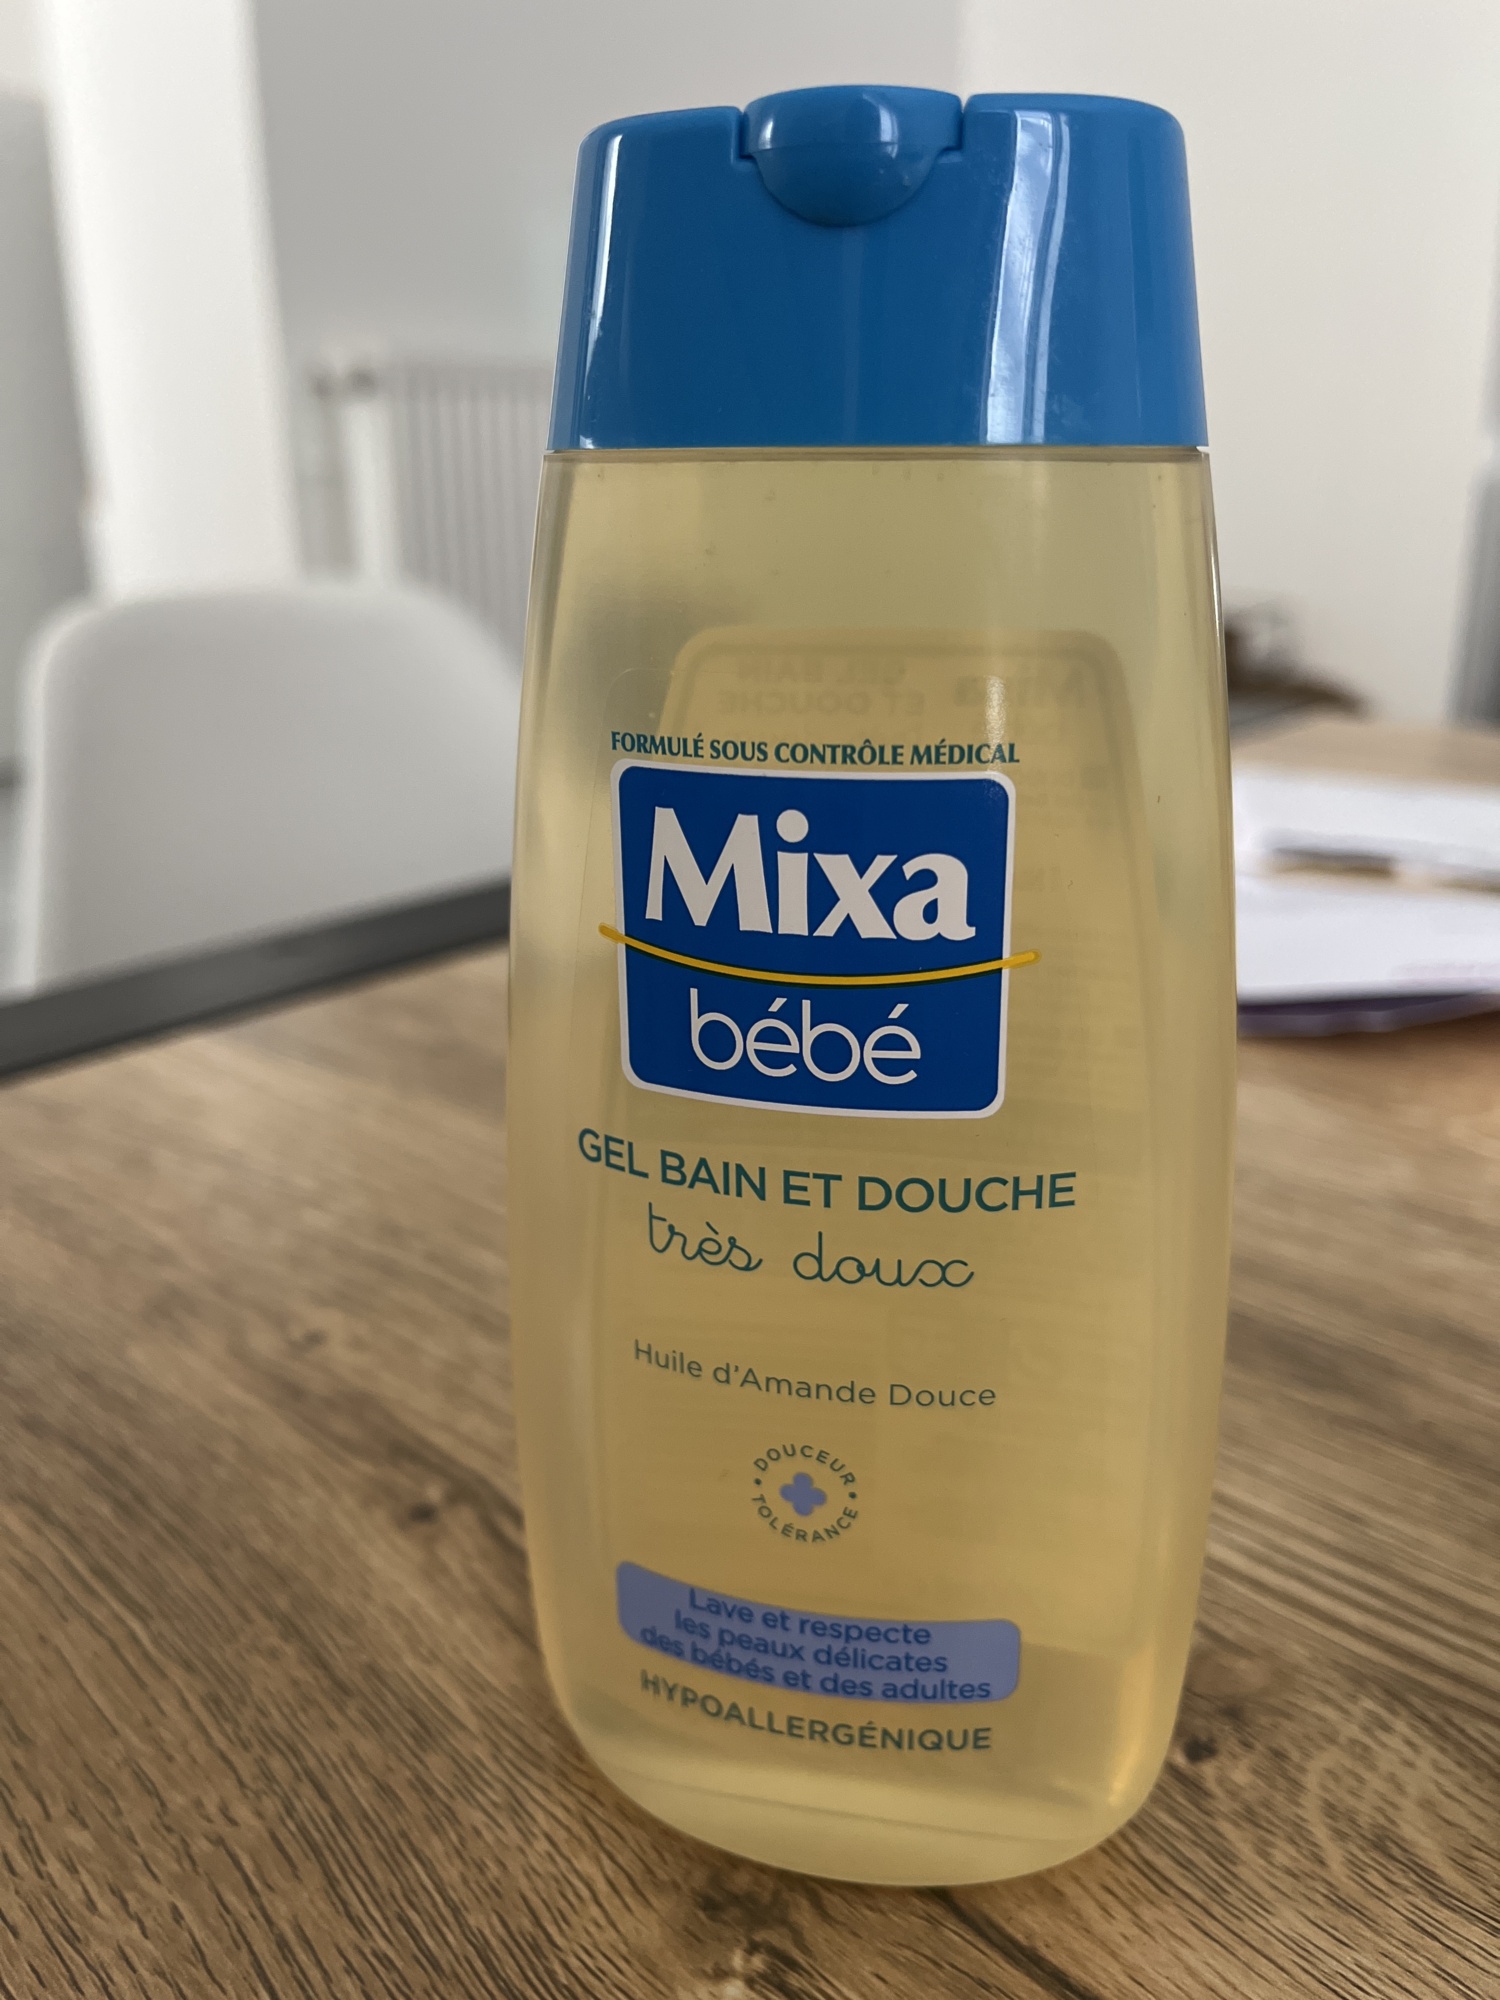 FORMULÉ SOUS CONTRÔLE MÉDICAL
Mixa
bébé
GEL BAIN ET DOUCHE
très doux
Huile d'Amande Douce
DOUCEUR
TOLÉRANCE
Lave et respecte
les peaux délicates
des bébés et des adultes
HYPOALLERGÉNIQUE